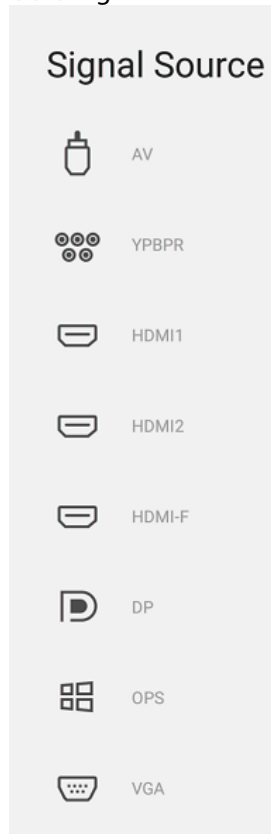 Signal Source
AV
YPBPR
HDMI1
HDMI2
HDMI-F
DP
OPS
VGA